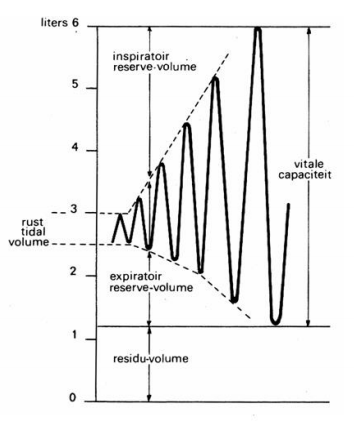 liters 6
inspiratoir
reserve-volume
5
4
vitale
capaciteit
3
rust
tidal
volume
2
expiratoir
reserve-volume
1
residu-volume
0